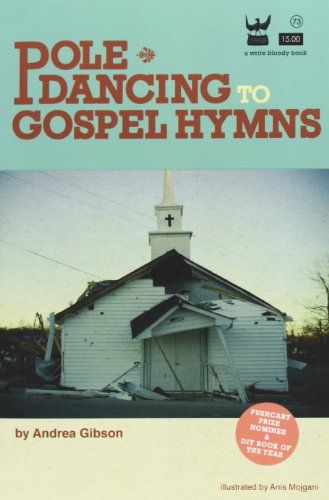 73
15.00
a write bloody book
POLE
DANCING TO
GOSPEL HYMNS
PUSHCART
PRIZE
NOMINEE
&
DIY BOOK OF
THE YEAR
by Andrea Gibson
illustrated by Anis Mojgani